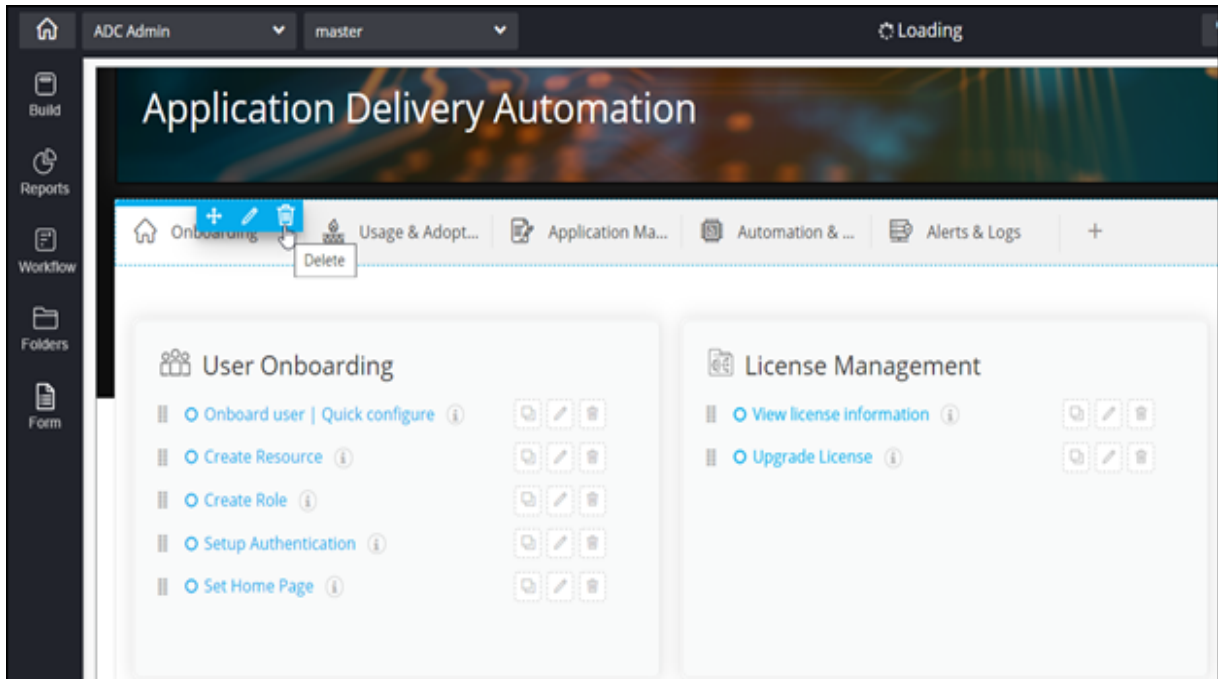 ADC Admin
master
Loading
Build
Reports
Workflow
Folders
Form
Application Delivery Automation
Onboarding
Usage & Adopt...
Application Ma...
Automation & ...
Alerts & Logs
+
Delete
User Onboarding
Onboard user | Quick configure
Create Resource
Create Role
Setup Authentication
Set Home Page
License Management
View license information
Upgrade License